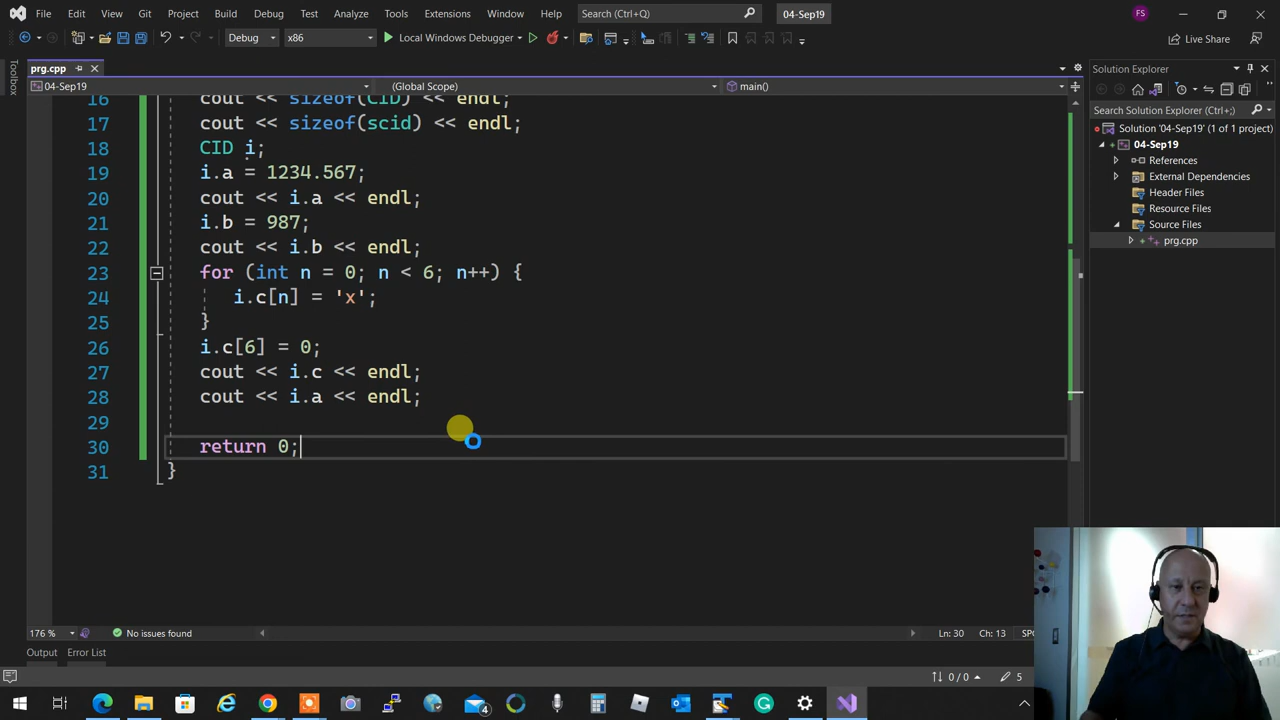 File Edit View Git Project Build Debug Test Analyze Tools Extensions Window Help Search (Ctrl+Q) 04-Sep19 FS
Debug x86 Local Windows Debugger Live Share
prg.cpp
04-Sep19 (Global Scope) main()
16 cout << sizeof(CID) << endl;
17 cout << sizeof(scid) << endl;
18 CID i;
19 i.a = 1234.567;
20 cout << i.a << endl;
21 i.b = 987;
22 cout << i.b << endl;
23 for (int n = 0; n < 6; n++) {
24 i.c[n] = 'x';
25 }
26 i.c[6] = 0;
27 cout << i.c << endl;
28 cout << i.a << endl;
29
30 return 0;
31 }
Toolbox
Solution Explorer
Search Solution Explorer (Ctrl+;)
Solution '04-Sep19' (1 of 1 project)
04-Sep19
References
External Dependencies
Header Files
Resource Files
Source Files
prg.cpp
176 % No issues found Ln: 30 Ch: 13 SPC
Output Error List
0 / 0 5
4